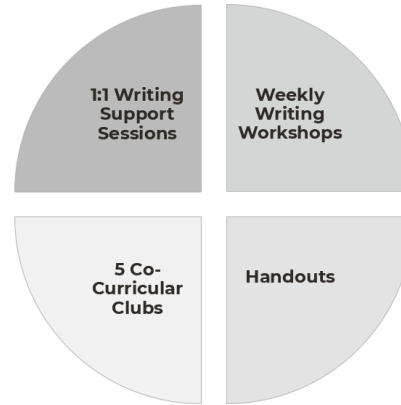 1:1 Writing
Support
Sessions
Weekly
Writing
Workshops
5 Co-
Curricular
Clubs
Handouts